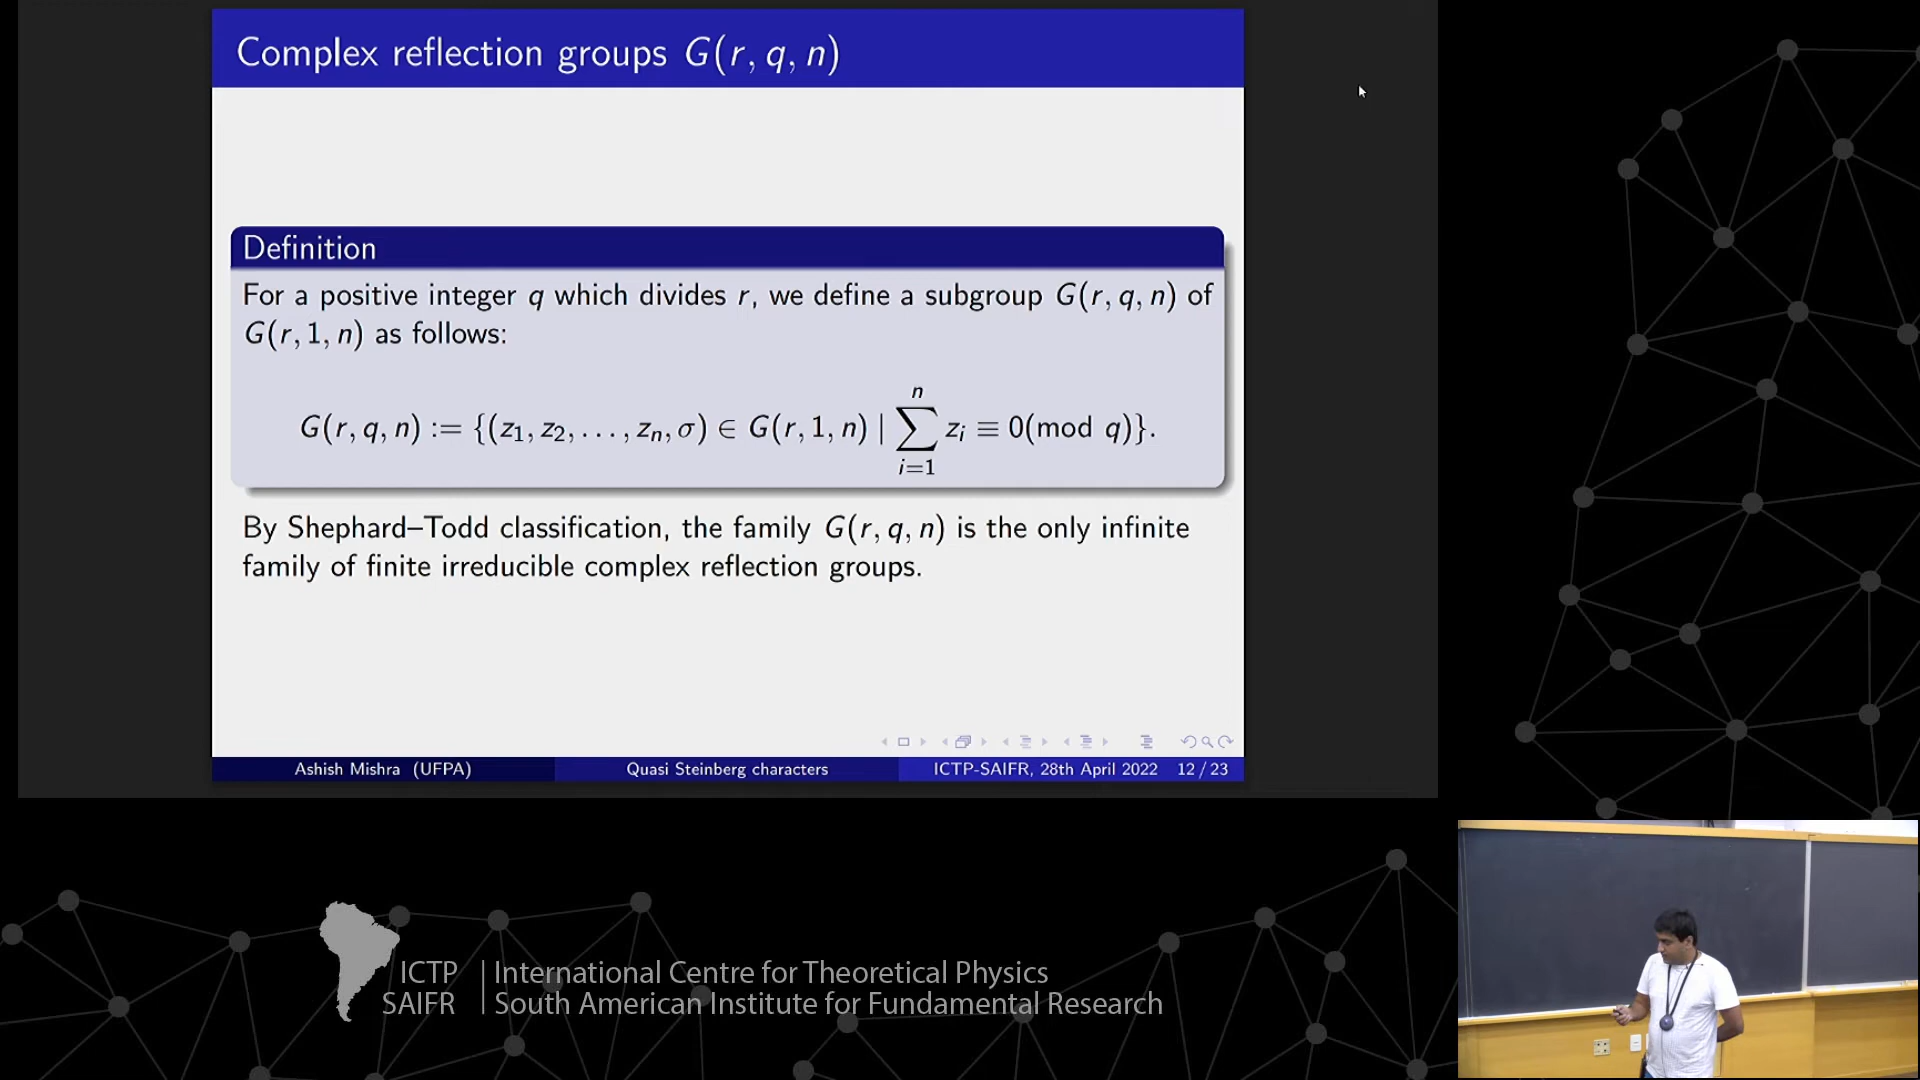 Complex reflection groups G(r, q, n)
Definition
For a positive integer q which divides r, we define a subgroup G(r, q, n) of
G(r, 1, n) as follows:
G(r, q, n) := {(z₁, z₂, . . . , zₙ, σ) ∈ G(r, 1, n) | ∑ᵢ₌₁ⁿ zᵢ ≡ 0(mod q)}.
By Shephard–Todd classification, the family G(r, q, n) is the only infinite
family of finite irreducible complex reflection groups.
Ashish Mishra (UFPA) Quasi Steinberg characters ICTP-SAIFR, 28th April 2022 12 / 23
ICTP | International Centre for Theoretical Physics
SAIFR | South American Institute for Fundamental Research